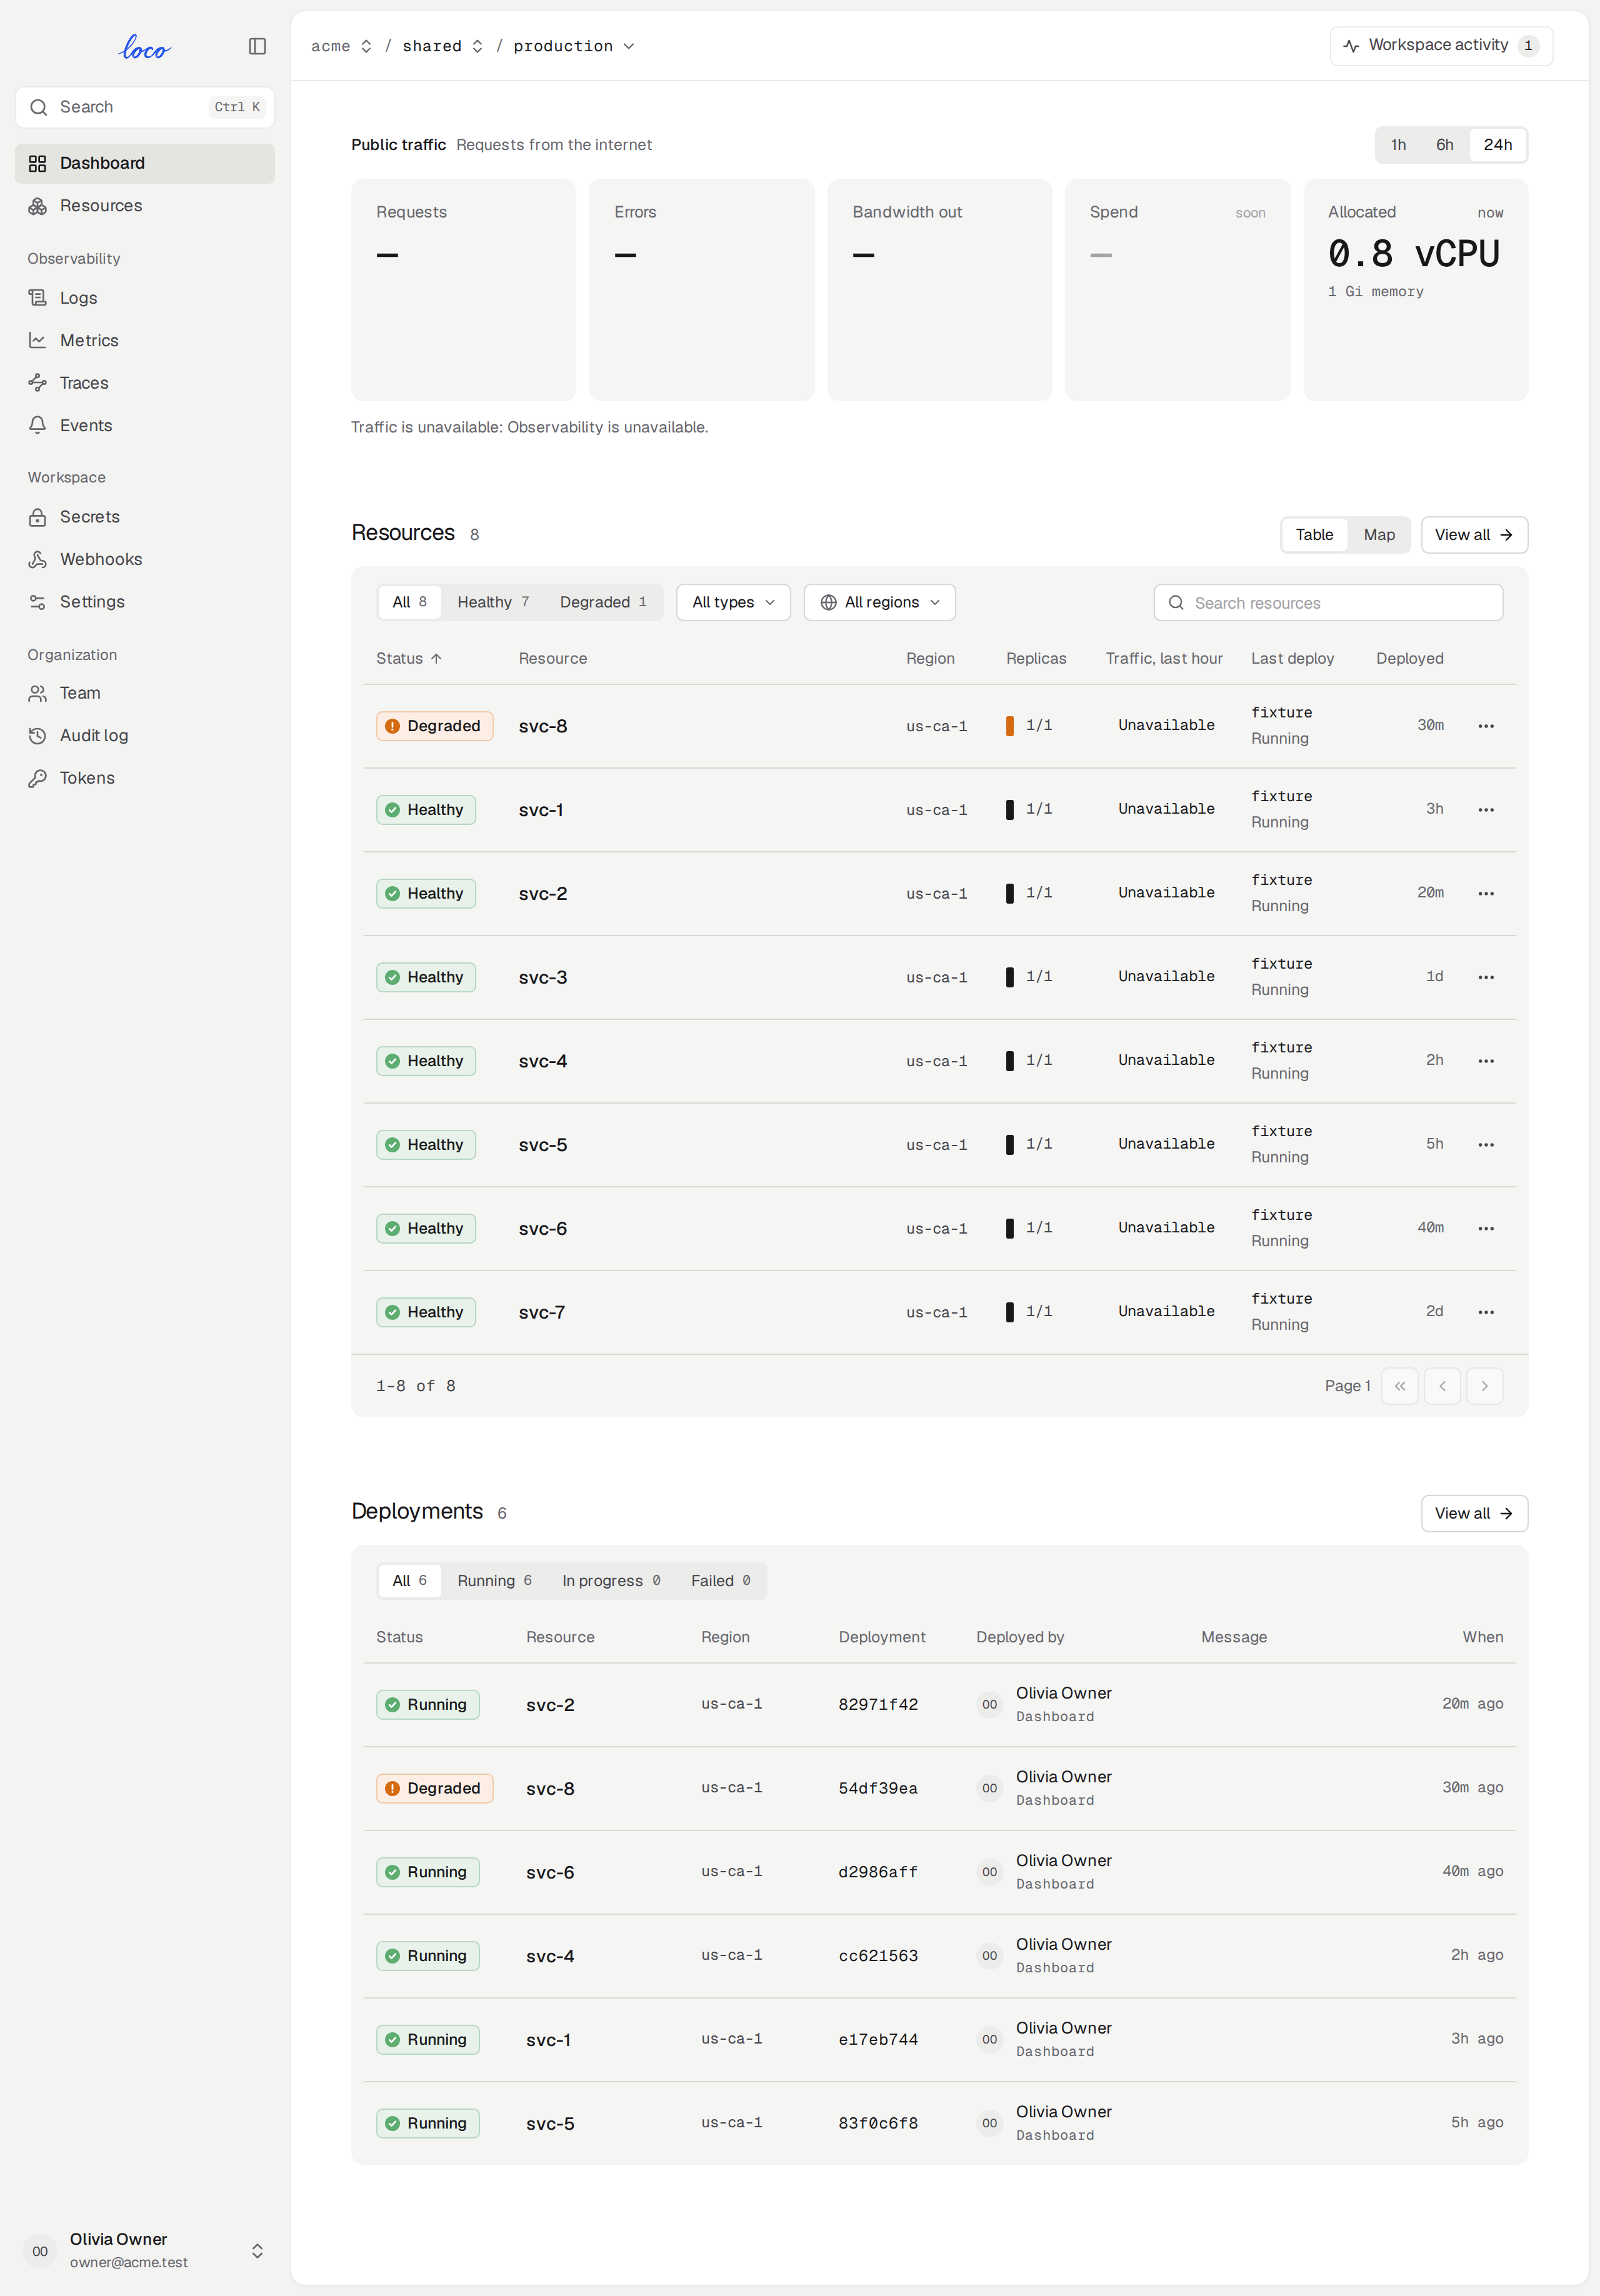 loco
Search Ctrl K
Dashboard
Resources
Observability
Logs
Metrics
Traces
Events
Workspace
Secrets
Webhooks
Settings
Organization
Team
Audit log
Tokens
OO Olivia Owner
owner@acme.test
acme / shared / production
Workspace activity 1
Public traffic Requests from the internet
1h 6h 24h
Requests
—
Errors
—
Bandwidth out
—
Spend soon
—
Allocated now
0.8 vCPU
1 Gi memory
Traffic is unavailable: Observability is unavailable.
Resources 8
Table Map View all
All 8 Healthy 7 Degraded 1 All types All regions Search resources
Status Resource Region Replicas Traffic, last hour Last deploy Deployed
Degraded svc-8 us-ca-1 1/1 Unavailable fixture Running 30m
Healthy svc-1 us-ca-1 1/1 Unavailable fixture Running 3h
Healthy svc-2 us-ca-1 1/1 Unavailable fixture Running 20m
Healthy svc-3 us-ca-1 1/1 Unavailable fixture Running 1d
Healthy svc-4 us-ca-1 1/1 Unavailable fixture Running 2h
Healthy svc-5 us-ca-1 1/1 Unavailable fixture Running 5h
Healthy svc-6 us-ca-1 1/1 Unavailable fixture Running 40m
Healthy svc-7 us-ca-1 1/1 Unavailable fixture Running 2d
1–8 of 8 Page 1
Deployments 6
View all
All 6 Running 6 In progress 0 Failed 0
Status Resource Region Deployment Deployed by Message When
Running svc-2 us-ca-1 82971f42 OO Olivia Owner Dashboard 20m ago
Degraded svc-8 us-ca-1 54df39ea OO Olivia Owner Dashboard 30m ago
Running svc-6 us-ca-1 d2986aff OO Olivia Owner Dashboard 40m ago
Running svc-4 us-ca-1 cc621563 OO Olivia Owner Dashboard 2h ago
Running svc-1 us-ca-1 e17eb744 OO Olivia Owner Dashboard 3h ago
Running svc-5 us-ca-1 83f0c6f8 OO Olivia Owner Dashboard 5h ago